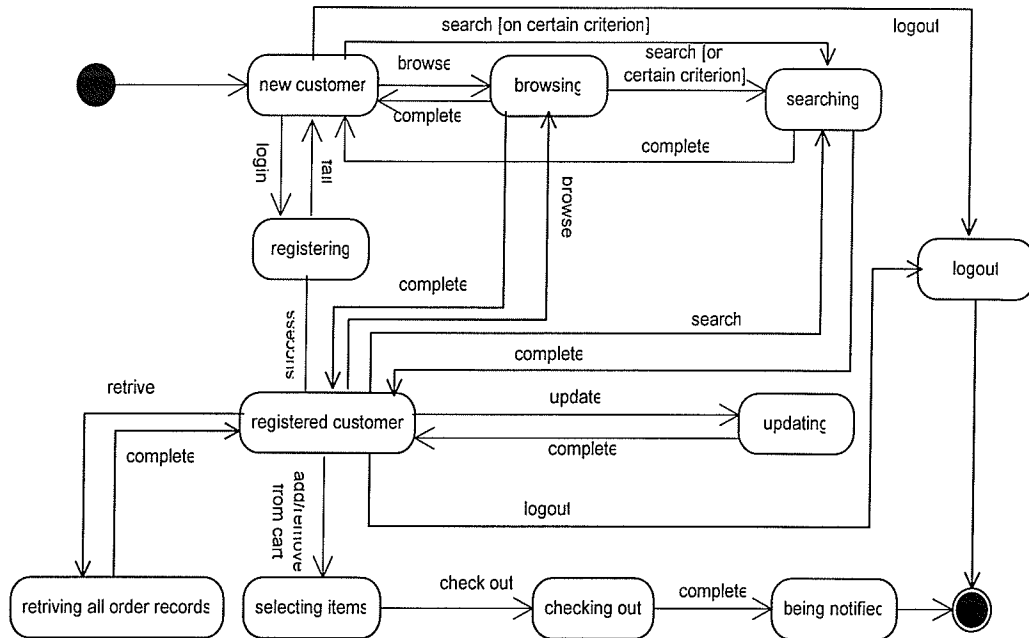 logout
search [on certain criterion]
search [or
certain criterion]
browse
new customer
browsing
searching
complete
complete
login
fail
browse
registering
logout
complete
search
success
complete
retrive
update
registered customer
updating
complete
complete
add/remove
from cart
logout
check out
complete
retriving all order records
selecting items
checking out
being notified